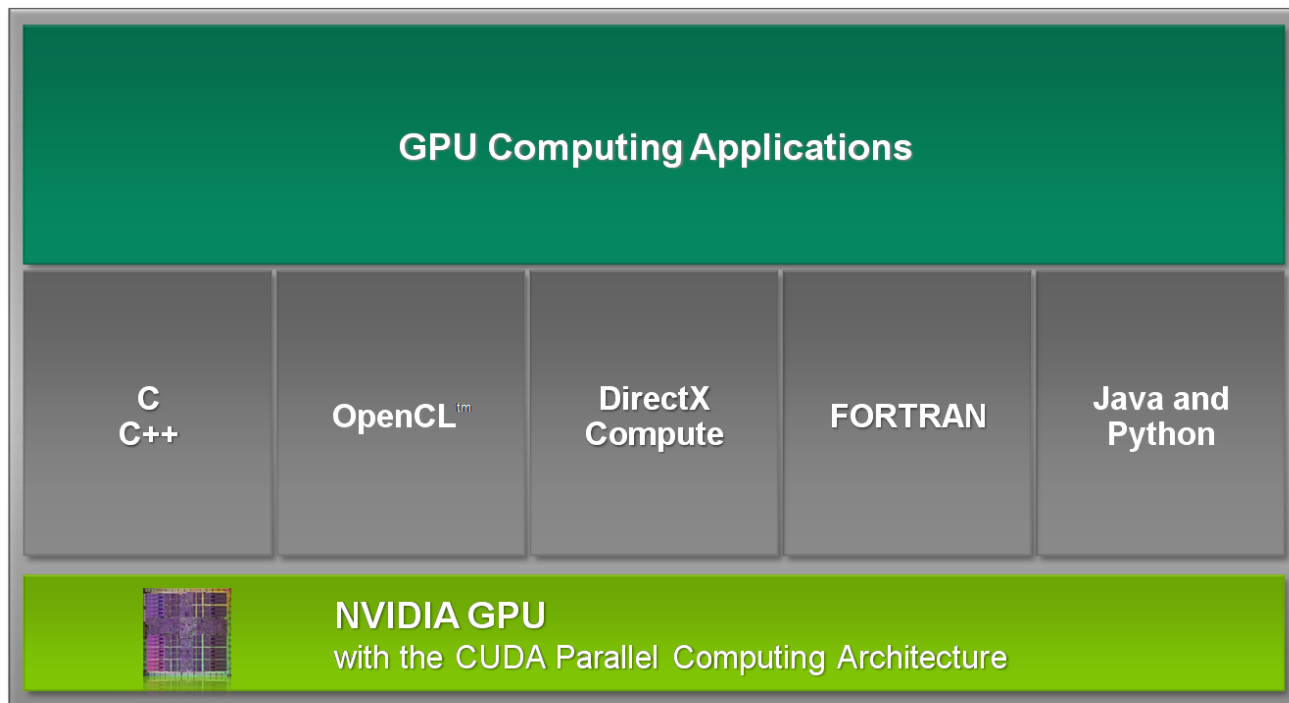 GPU Computing Applications
C
C++
OpenCL™
DirectX
Compute
FORTRAN
Java and
Python
NVIDIA GPU
with the CUDA Parallel Computing Architecture